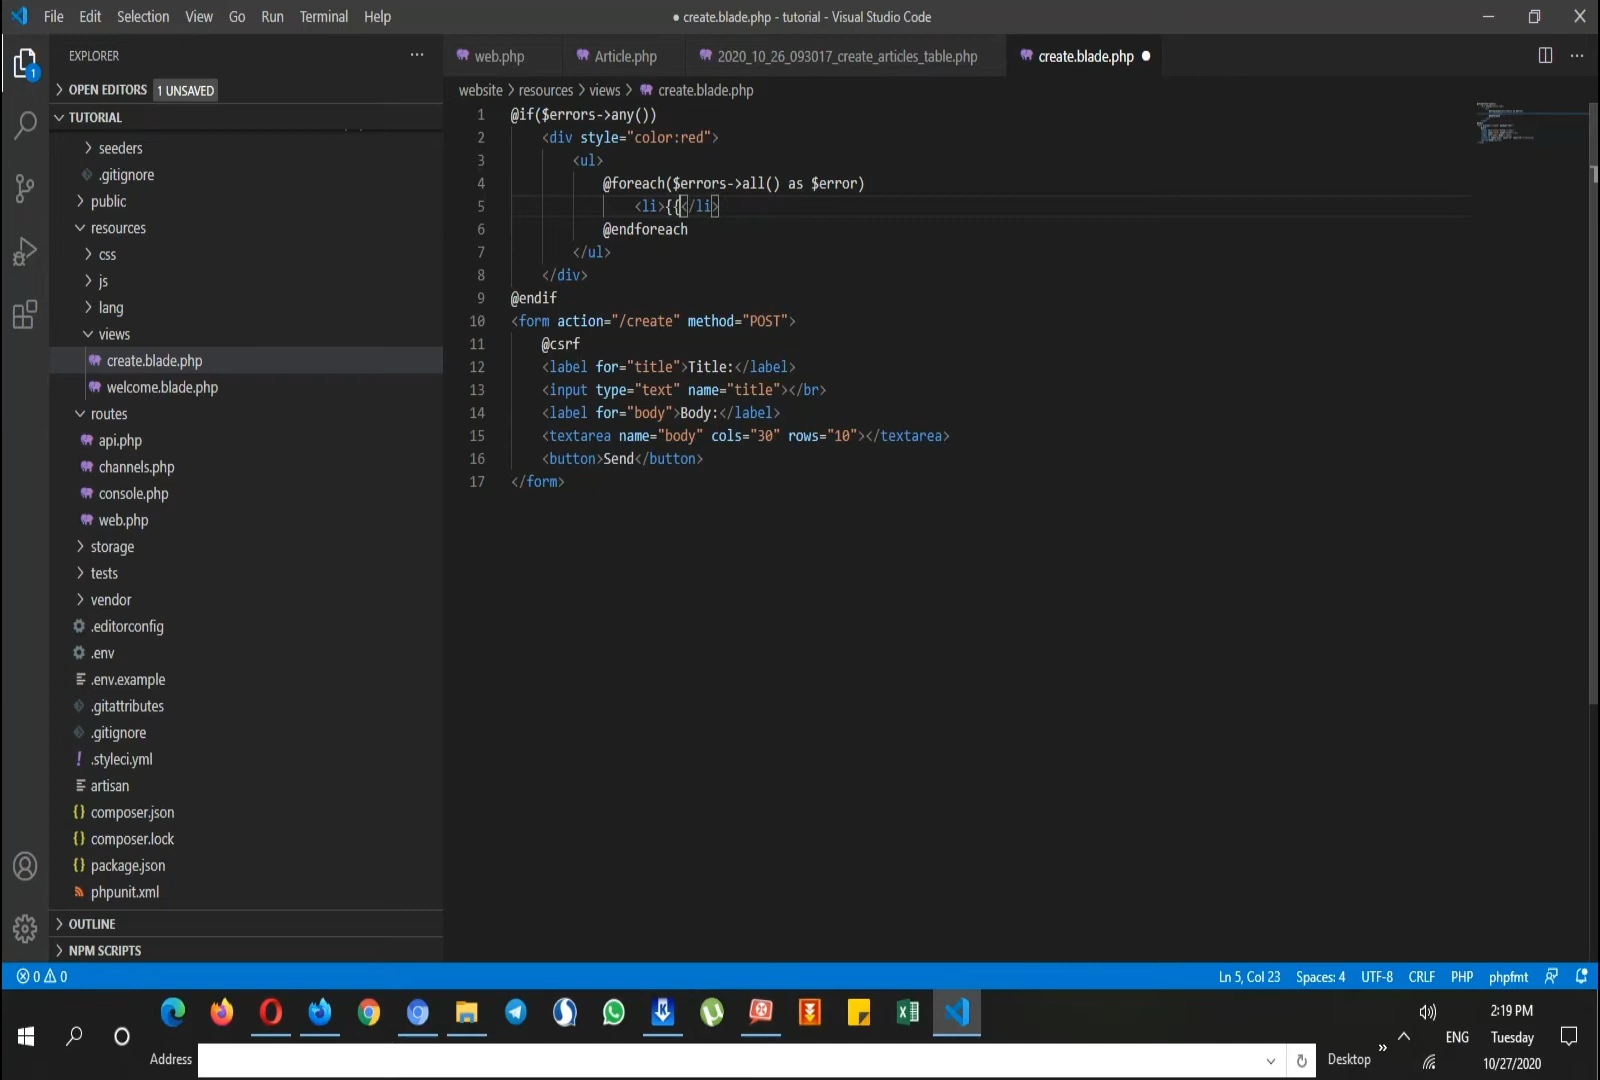 File Edit Selection View Go Run Terminal Help
● create.blade.php - tutorial - Visual Studio Code
EXPLORER
OPEN EDITORS 1 UNSAVED
TUTORIAL
seeders
.gitignore
public
resources
css
js
lang
views
create.blade.php
welcome.blade.php
routes
api.php
channels.php
console.php
web.php
storage
tests
vendor
.editorconfig
.env
.env.example
.gitattributes
.gitignore
.styleci.yml
artisan
composer.json
composer.lock
package.json
phpunit.xml
OUTLINE
NPM SCRIPTS
1
web.php Article.php 2020_10_26_093017_create_articles_table.php create.blade.php
website > resources > views > create.blade.php
1 @if($errors->any())
2 <div style="color:red">
3 <ul>
4 @foreach($errors->all() as $error)
5 <li>{{</li>
6 @endforeach
7 </ul>
8 </div>
9 @endif
10 <form action="/create" method="POST">
11 @csrf
12 <label for="title">Title:</label>
13 <input type="text" name="title"></br>
14 <label for="body">Body:</label>
15 <textarea name="body" cols="30" rows="10"></textarea>
16 <button>Send</button>
17 </form>
0 0
Ln 5, Col 23 Spaces: 4 UTF-8 CRLF PHP phpfmt
Address
Desktop »
ENG
2:19 PM
Tuesday
10/27/2020